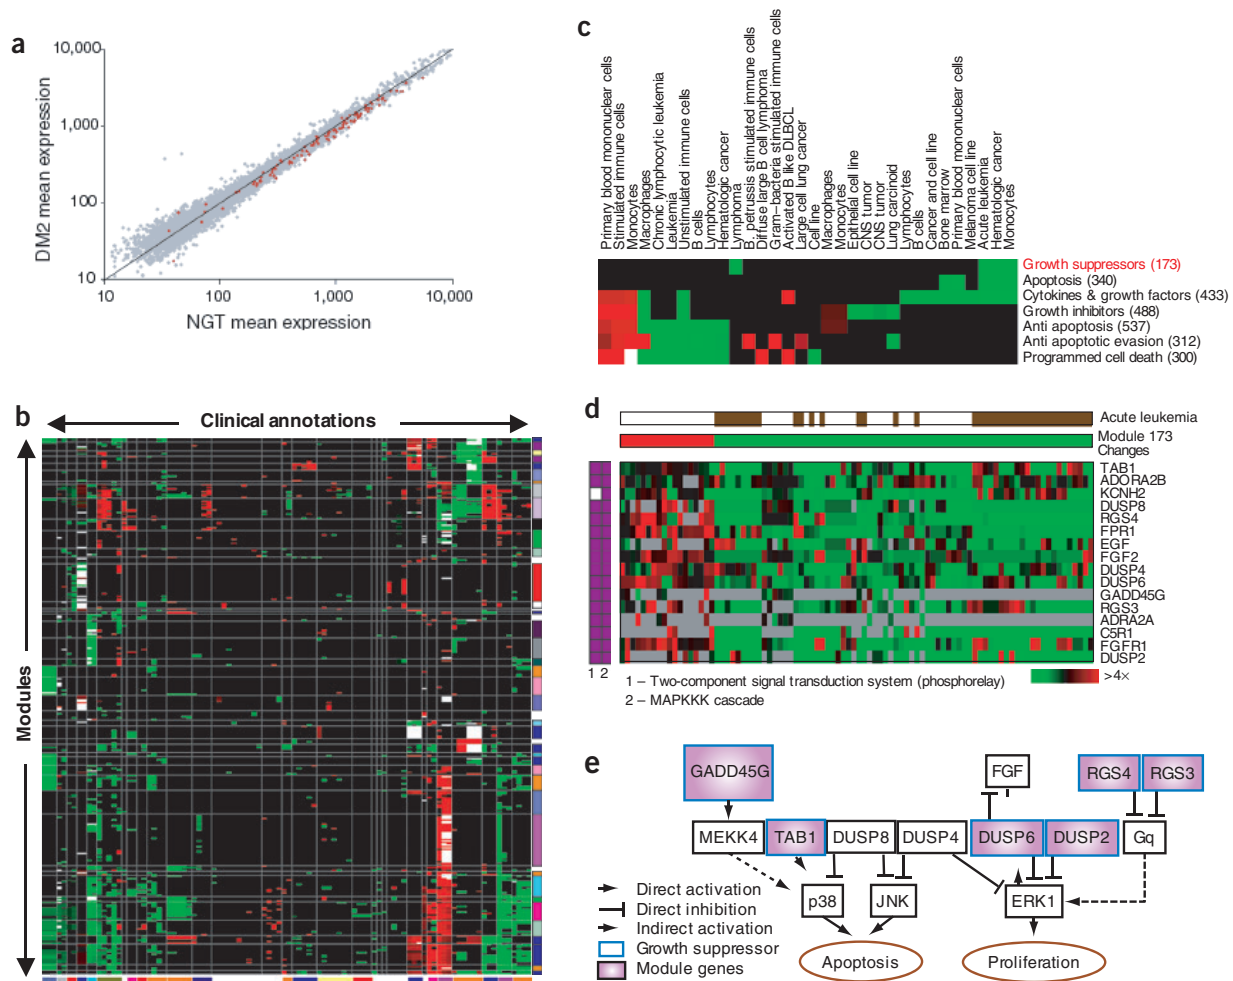 a
10,000
1,000
100
10
DM2 mean expression
10
100
1,000
10,000
NGT mean expression
b
Clinical annotations
Modules
c
Primary blood mononuclear cells
Stimulated immune cells
Monocytes
Macrophages
Chronic lymphocytic leukemia
Leukemia
Unstimulated immune cells
B cells
Lymphocytes
Hematologic cancer
Lymphoma
B. petrussis stimulated immune cells
Diffuse large B cell lymphoma
Gram-bacteria stimulated immune cells
Activated B like DLBCL
Large cell lung cancer
Cell line
Macrophages
Monocytes
Epithelial cell line
CNS tumor
CNS tumor
Lung carcinoid
Lymphocytes
B cells
Cancer and cell line
Bone marrow
Primary blood mononuclear cells
Melanoma cell line
Acute leukemia
Hematologic cancer
Monocytes
Growth suppressors (173)
Apoptosis (340)
Cytokines & growth factors (433)
Growth inhibitors (488)
Anti apoptosis (537)
Anti apoptotic evasion (312)
Programmed cell death (300)
d
Acute leukemia
Module 173
Changes
TAB1
ADORA2B
KCNH2
DUSP8
RGS4
FPR1
EGF
FGF2
DUSP4
DUSP6
GADD45G
RGS3
ADRA2A
C5R1
FGFR1
DUSP2
1 2
1 – Two-component signal transduction system (phosphorelay)
2 – MAPKKK cascade
>4×
e
GADD45G
FGF
RGS4
RGS3
MEKK4
TAB1
DUSP8
DUSP4
DUSP6
DUSP2
Gq
p38
JNK
ERK1
Apoptosis
Proliferation
Direct activation
Direct inhibition
Indirect activation
Growth suppressor
Module genes